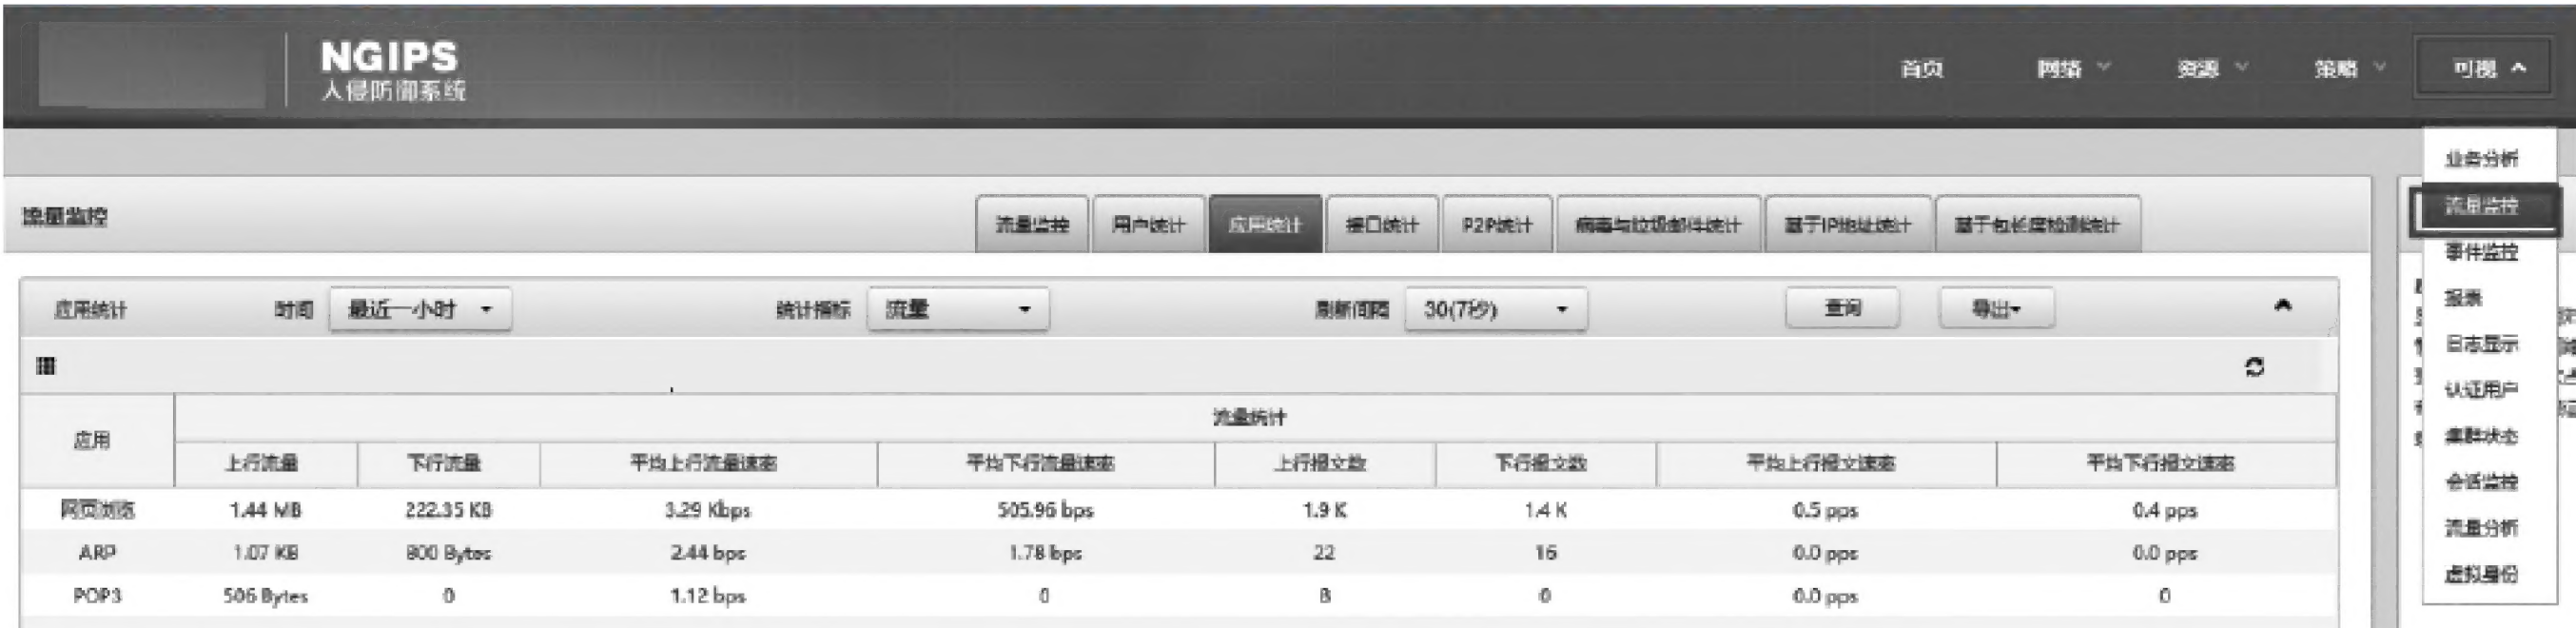 NGIPS
入侵防御系统
首页 网络 资源 策略 可视
业务分析
流量监控
事件监控
报表
日志显示
认证用户
集群状态
会话监控
流量分析
虚拟身份
流量监控 流量监控 用户统计 应用统计 接口统计 P2P统计 病毒与垃圾邮件统计 基于IP地址统计 基于包长度检测统计
应用统计 时间 最近一小时 统计指标 流量 刷新间隔 30(7秒) 查询 导出
应用 流量统计
上行流量 下行流量 平均上行流量速率 平均下行流量速率 上行报文数 下行报文数 平均上行报文速率 平均下行报文速率
网页浏览 1.44 MB 222.35 KB 3.29 Kbps 505.96 bps 1.9 K 1.4 K 0.5 pps 0.4 pps
ARP 1.07 KB 800 Bytes 2.44 bps 1.78 bps 22 16 0.0 pps 0.0 pps
POP3 506 Bytes 0 1.12 bps 0 8 0 0.0 pps 0